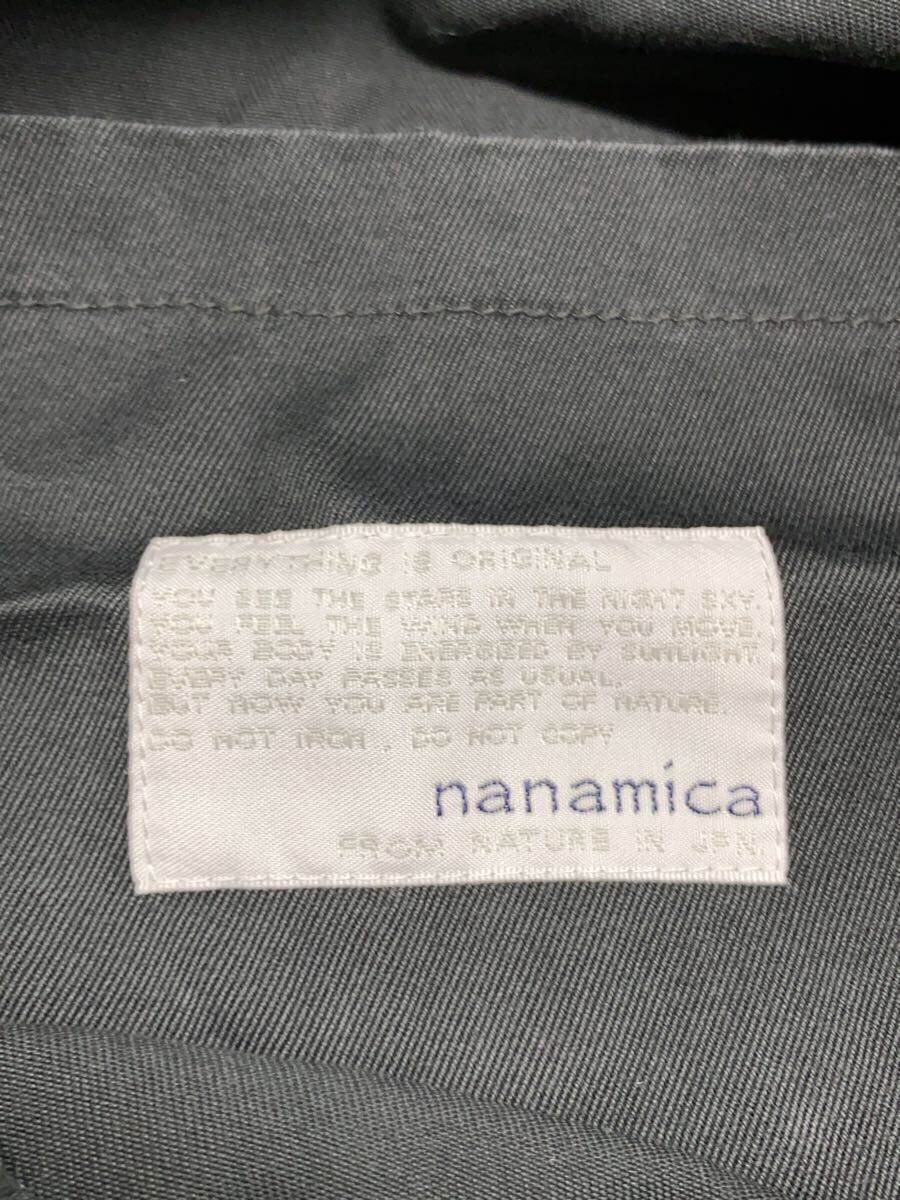 EVERYTHING IS ORIGINAL
YOU SEE THE STARS IN THE NIGHT SKY.
YOU FEEL THE WIND WHEN YOU MOVE.
YOUR BODY IS ENERGIZED BY SUNLIGHT.
EVERY DAY PASSES AS USUAL.
BUT NOW YOU ARE PART OF NATURE.
DO NOT IRON . DO NOT COPY
nanamica
FROM NATURE IN JPN.